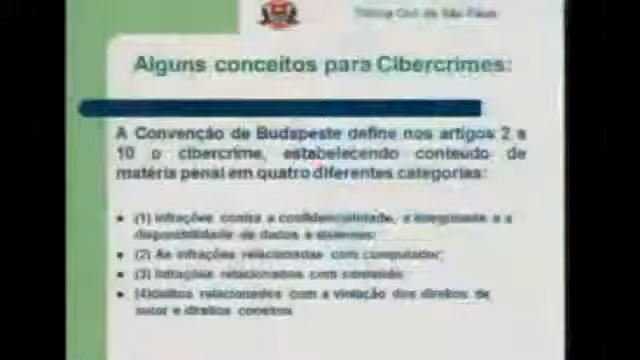 Polícia Civil de São Paulo
Alguns conceitos para Cibercrimes:
A Convenção de Budapeste define nos artigos 2 a
10 o cibercrime, estabelecendo conteúdo de
matéria penal em quatro diferentes categorias:
• (1) Infrações contra a confidencialidade, a integridade e a
disponibilidade de dados e sistemas;
• (2) As infrações relacionadas com computador;
• (3) Infrações relacionadas com conteúdo
• (4) delitos relacionados com a violação dos direitos de
autor e direitos conexos